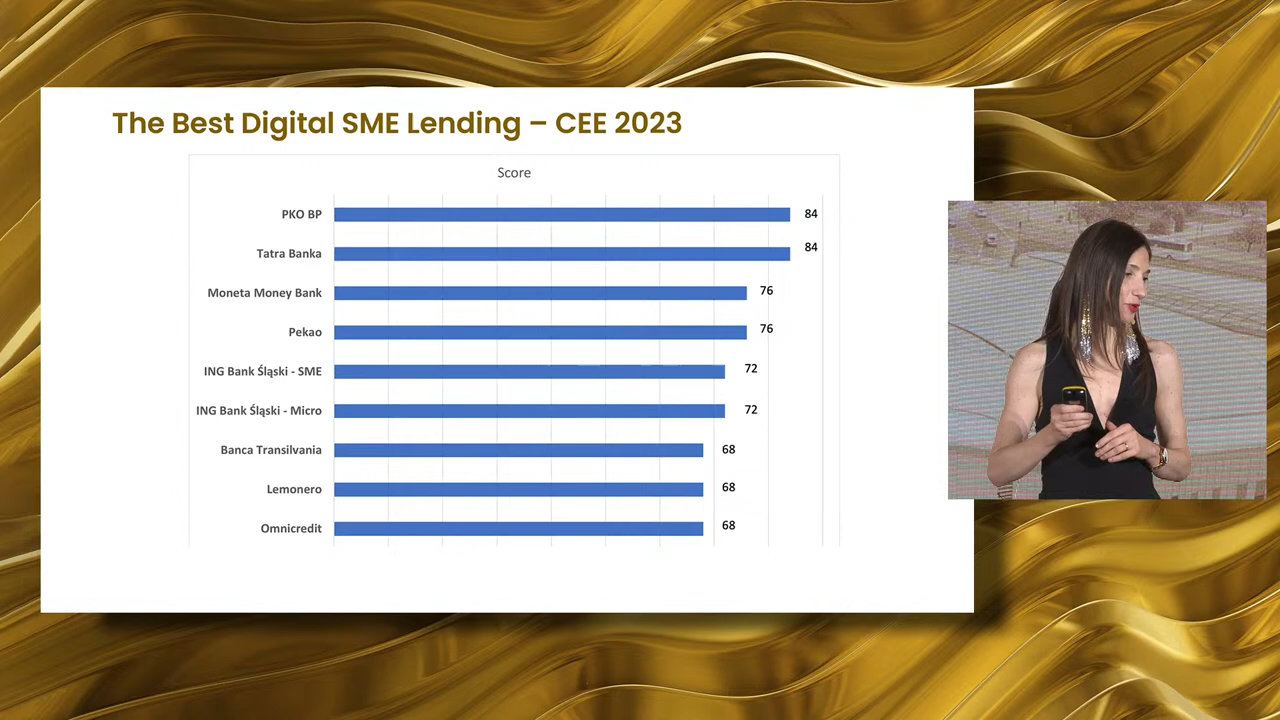 The Best Digital SME Lending – CEE 2023
Score
PKO BP 84
Tatra Banka 84
Moneta Money Bank 76
Pekao 76
ING Bank Śląski - SME 72
ING Bank Śląski - Micro 72
Banca Transilvania 68
Lemonero 68
Omnicredit 68